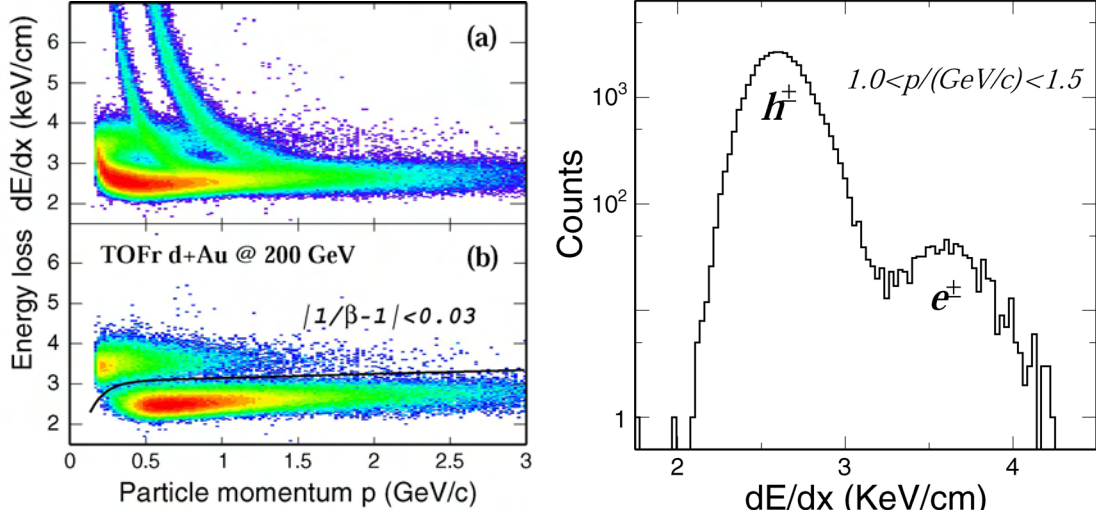 Energy loss dE/dx (keV/cm)
6
5
4
3
2
(a)
6
5
4
3
2
TOFr d+Au @ 200 GeV
(b)
|1/β-1|<0.03
0 0.5 1 1.5 2 2.5 3
Particle momentum p (GeV/c)
Counts
10³
10²
1
1.0<p/(GeV/c)<1.5
h±
e±
2 3 4
dE/dx (KeV/cm)